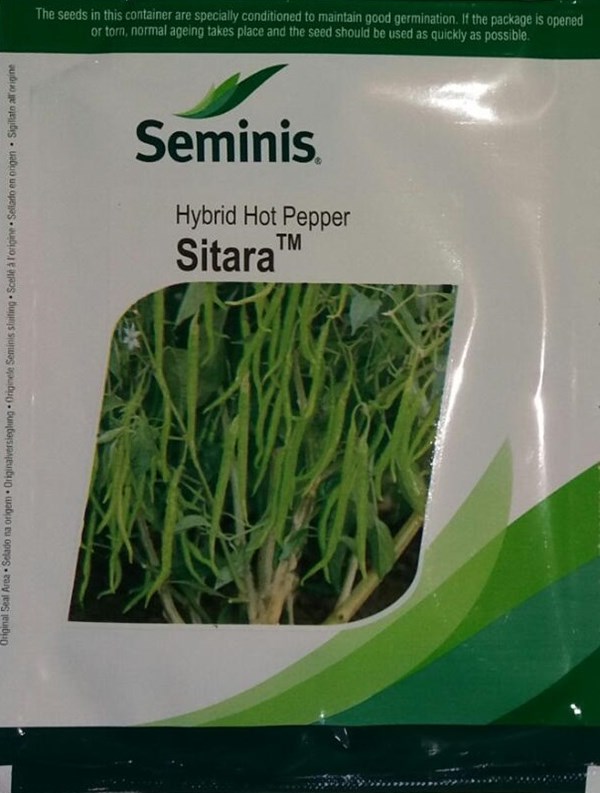 The seeds in this container are specially conditioned to maintain good germination. If the package is opened
or torn, normal ageing takes place and the seed should be used as quickly as possible.
Seminis®
Hybrid Hot Pepper
Sitara™
Original Seal Area • Selado na origem • Originalversiegelung • Originele Seminis sluiting • Scellé à l'origine • Sellado en origen • Sigillato all'origine